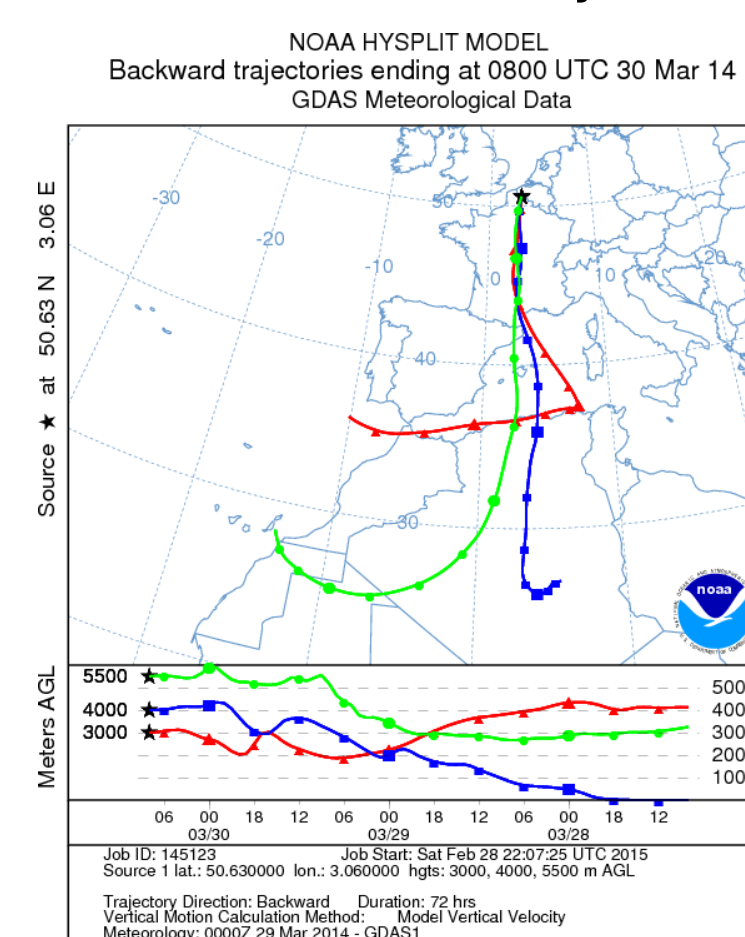 NOAA HYSPLIT MODEL
Backward trajectories ending at 0800 UTC 30 Mar 14
GDAS Meteorological Data
Source ★ at 50.63 N 3.06 E
-30
-20
-10
0
10
20
50
40
30
noaa
Meters AGL
5500
4000
3000
500
400
300
200
100
06 00 18 12 06 00 18 12 06 00 18 12
03/30 03/29 03/28
Job ID: 145123 Job Start: Sat Feb 28 22:07:25 UTC 2015
Source 1 lat.: 50.630000 lon.: 3.060000 hgts: 3000, 4000, 5500 m AGL
Trajectory Direction: Backward Duration: 72 hrs
Vertical Motion Calculation Method: Model Vertical Velocity
Meteorology: 0000Z 29 Mar 2014 - GDAS1